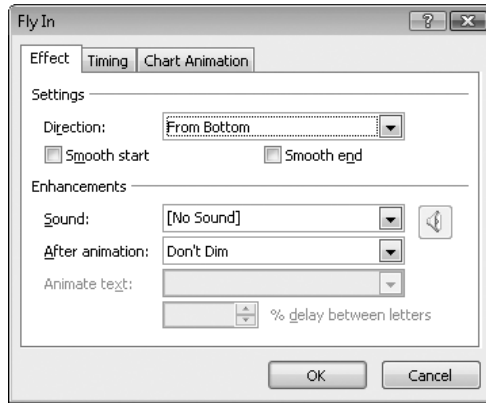 Fly In
Effect Timing Chart Animation
Settings
Direction: From Bottom
Smooth start Smooth end
Enhancements
Sound: [No Sound]
After animation: Don't Dim
Animate text:
% delay between letters
OK Cancel